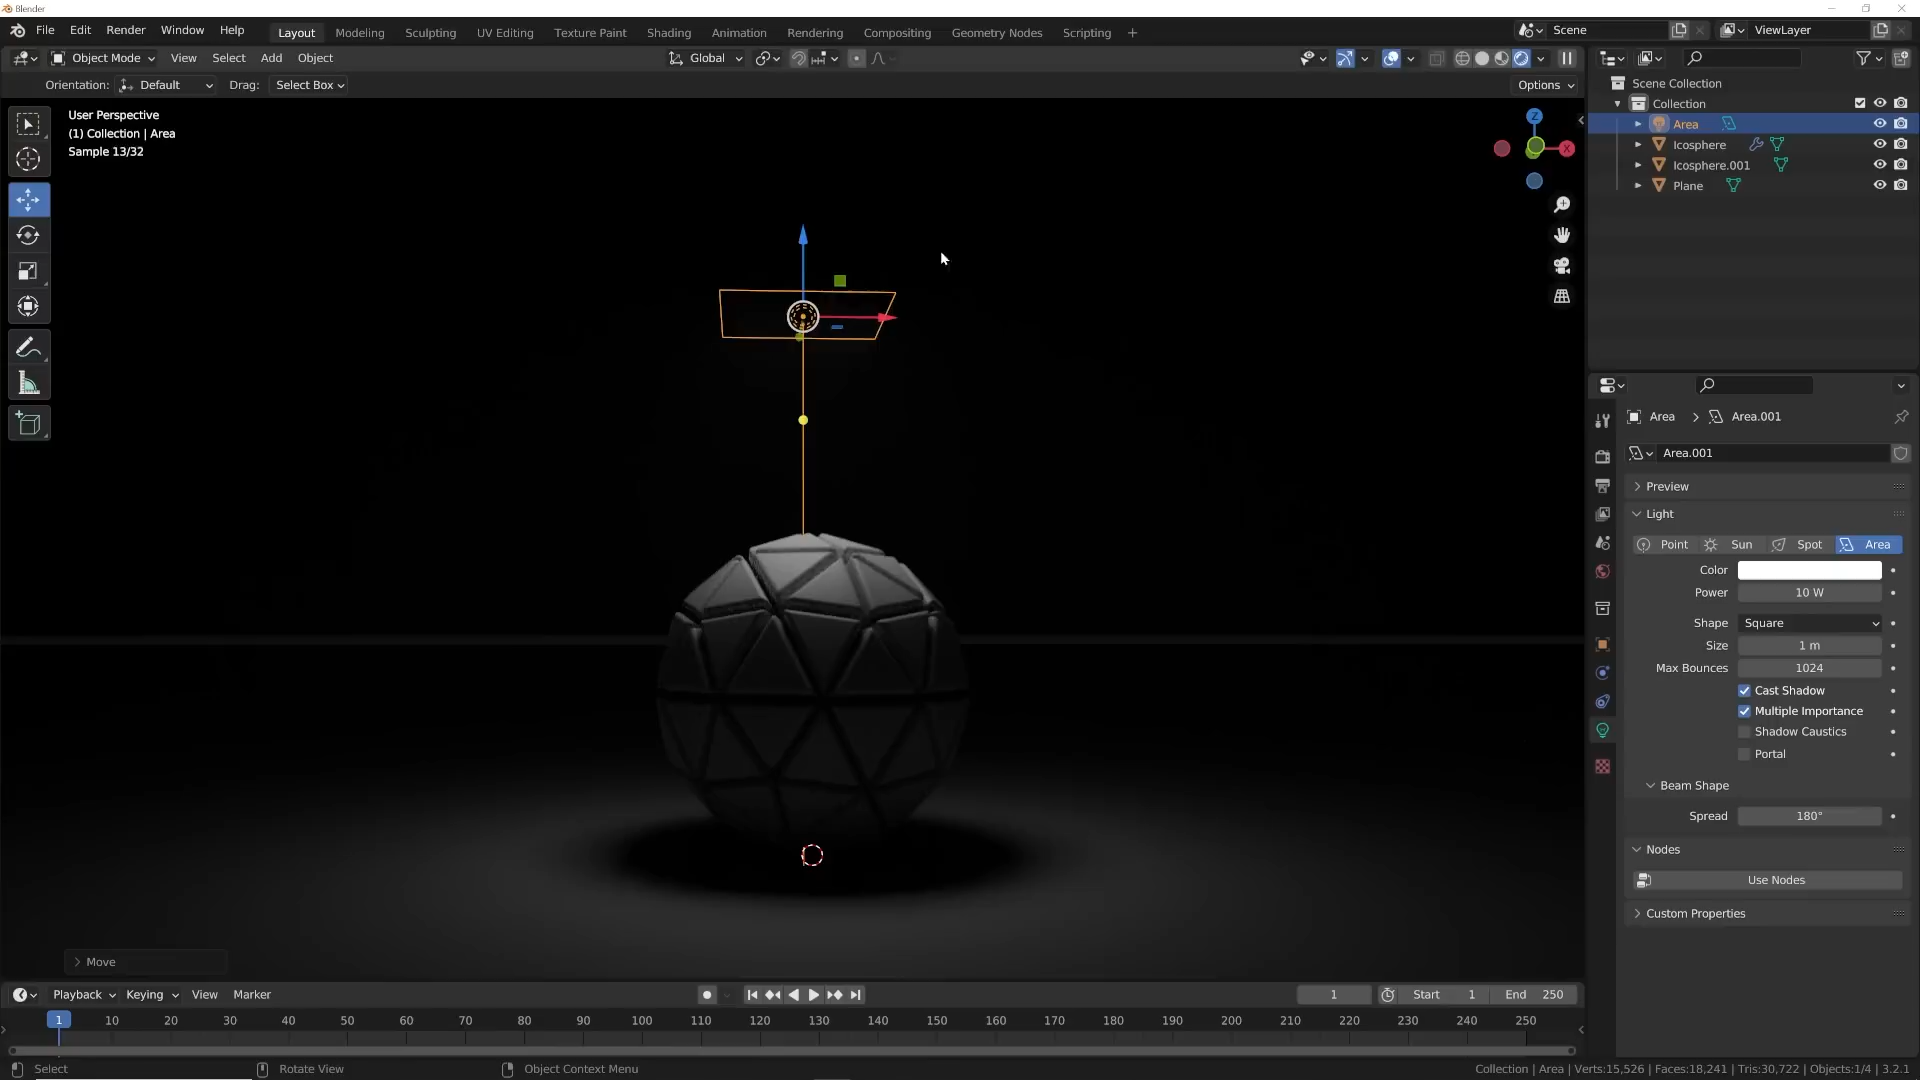 Blender
File Edit Render Window Help
Layout Modeling Sculpting UV Editing Texture Paint Shading Animation Rendering Compositing Geometry Nodes Scripting +
Scene
ViewLayer
Object Mode View Select Add Object
Global
Orientation: Default Drag: Select Box
Options
User Perspective
(1) Collection | Area
Sample 13/32
Z
X
Scene Collection
Collection
Area
Icosphere
Icosphere.001
Plane
Area > Area.001
Area.001
Preview
Light
Point Sun Spot Area
Color
Power 10 W
Shape Square
Size 1 m
Max Bounces 1024
Cast Shadow
Multiple Importance
Shadow Caustics
Portal
Beam Shape
Spread 180°
Nodes
Use Nodes
Custom Properties
Move
Playback Keying View Marker
1 Start 1 End 250
1 10 20 30 40 50 60 70 80 90 100 110 120 130 140 150 160 170 180 190 200 210 220 230 240 250
Select Rotate View Object Context Menu
Collection | Area | Verts:15,526 | Faces:18,241 | Tris:30,722 | Objects:1/4 | 3.2.1